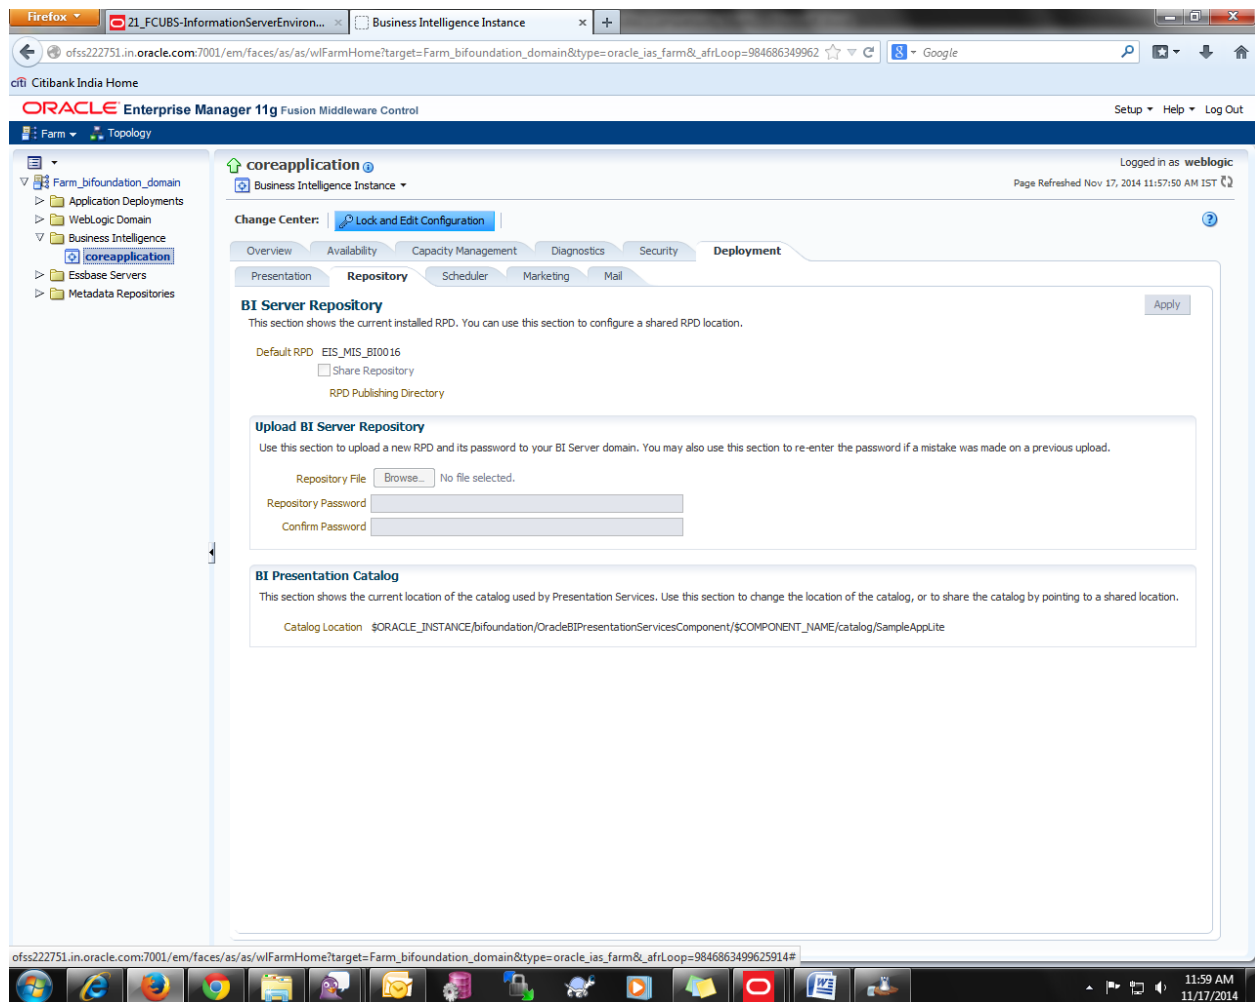 Firefox
21_FCUBS-InformationServerEnviron...
Business Intelligence Instance
ofss222751.in.oracle.com:7001/em/faces/as/as/wlFarmHome?target=Farm_bifoundation_domain&type=oracle_ias_farm&_afrLoop=984686349962
Google
citi Citibank India Home
ORACLE Enterprise Manager 11g Fusion Middleware Control
Setup Help Log Out
Farm Topology
Farm_bifoundation_domain
Application Deployments
WebLogic Domain
Business Intelligence
coreapplication
Essbase Servers
Metadata Repositories
coreapplication
Logged in as weblogic
Business Intelligence Instance
Page Refreshed Nov 17, 2014 11:57:50 AM IST
Change Center: Lock and Edit Configuration
Overview Availability Capacity Management Diagnostics Security Deployment
Presentation Repository Scheduler Marketing Mail
BI Server Repository
Apply
This section shows the current installed RPD. You can use this section to configure a shared RPD location.
Default RPD EIS_MIS_BI0016
Share Repository
RPD Publishing Directory
Upload BI Server Repository
Use this section to upload a new RPD and its password to your BI Server domain. You may also use this section to re-enter the password if a mistake was made on a previous upload.
Repository File Browse... No file selected.
Repository Password
Confirm Password
BI Presentation Catalog
This section shows the current location of the catalog used by Presentation Services. Use this section to change the location of the catalog, or to share the catalog by pointing to a shared location.
Catalog Location $ORACLE_INSTANCE/bifoundation/OracleBIPresentationServicesComponent/$COMPONENT_NAME/catalog/SampleAppLite
ofss222751.in.oracle.com:7001/em/faces/as/as/wlFarmHome?target=Farm_bifoundation_domain&type=oracle_ias_farm&_afrLoop=9846863499625914#
11:59 AM
11/17/2014